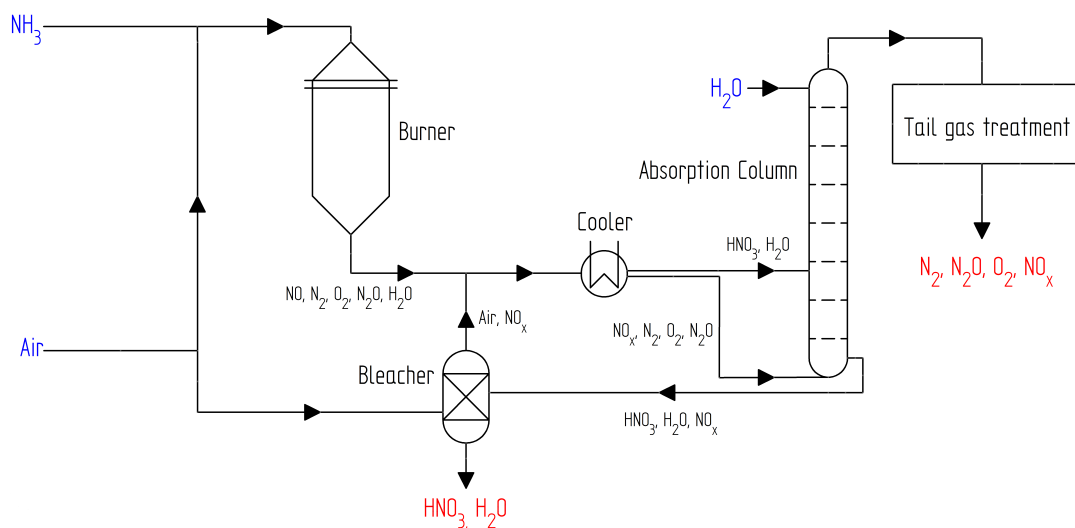 NH3
H2O
Burner
Tail gas treatment
Absorption Column
Cooler
HNO3, H2O
N2, N2O, O2, NOx
NO, N2, O2, N2O, H2O
Air, NOx
NOx, N2, O2, N2O
Air
Bleacher
HNO3, H2O, NOx
HNO3, H2O